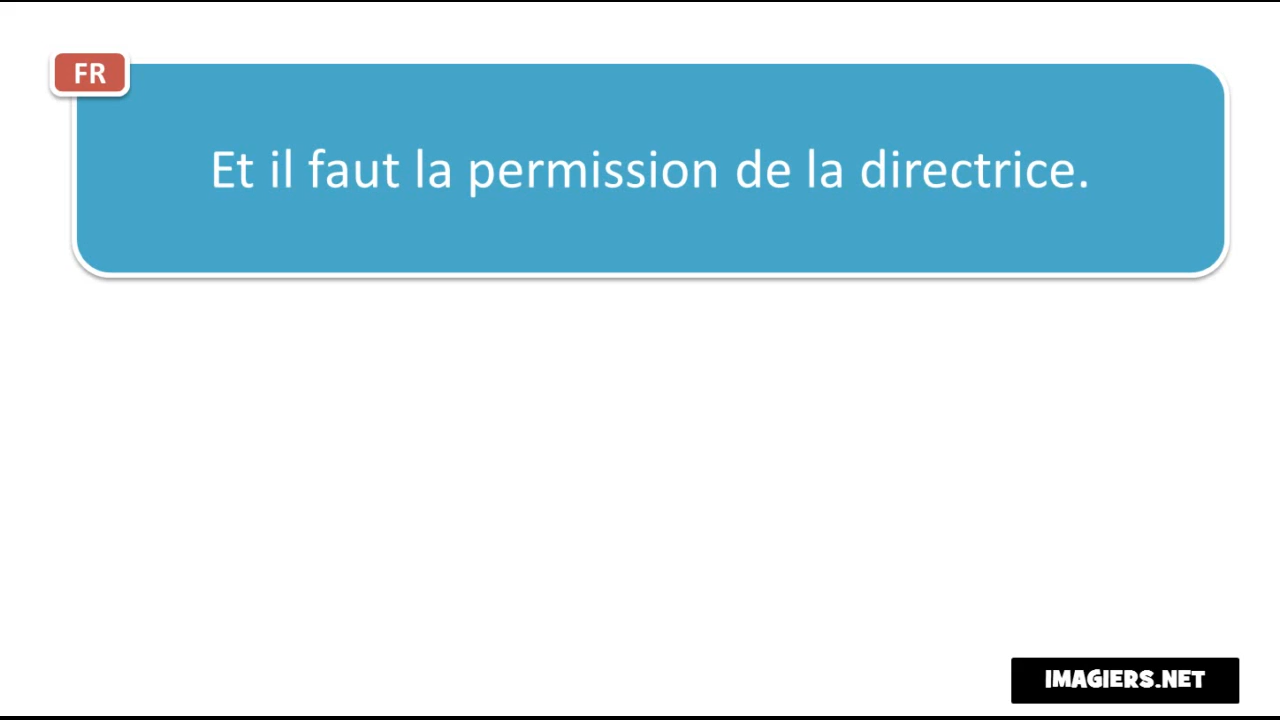 FR
Et il faut la permission de la directrice.
IMAGIERS.NET